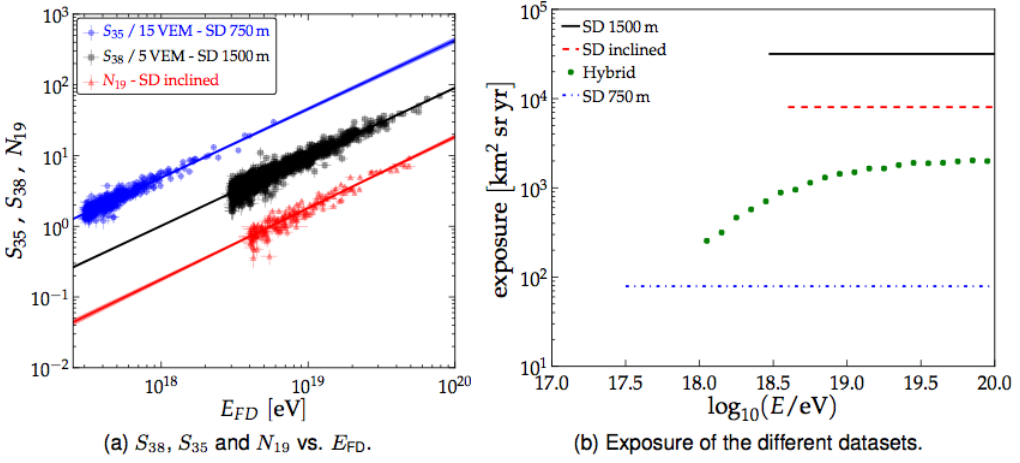 S₃₅ / 15 VEM - SD 750 m
S₃₈ / 5 VEM - SD 1500 m
N₁₉ - SD inclined
S₃₅ , S₃₈ , N₁₉
10³
10²
10¹
10⁰
10⁻¹
10⁻²
10¹⁸
10¹⁹
10²⁰
E_FD [eV]
(a) S₃₈, S₃₅ and N₁₉ vs. E_FD.
SD 1500 m
SD inclined
Hybrid
SD 750 m
exposure [km² sr yr]
10⁵
10⁴
10³
10²
10¹
17.0
17.5
18.0
18.5
19.0
19.5
20.0
log₁₀(E/eV)
(b) Exposure of the different datasets.